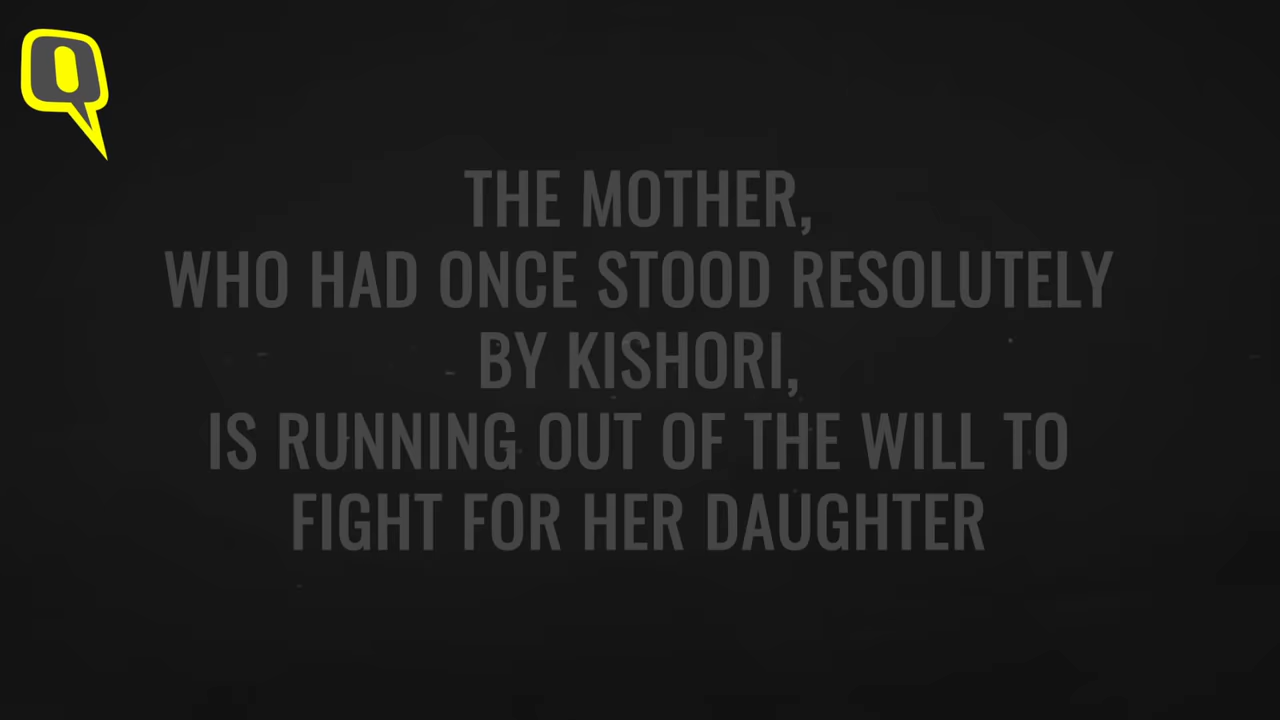 THE MOTHER,
WHO HAD ONCE STOOD RESOLUTELY
BY KISHORI,
IS RUNNING OUT OF THE WILL TO
FIGHT FOR HER DAUGHTER